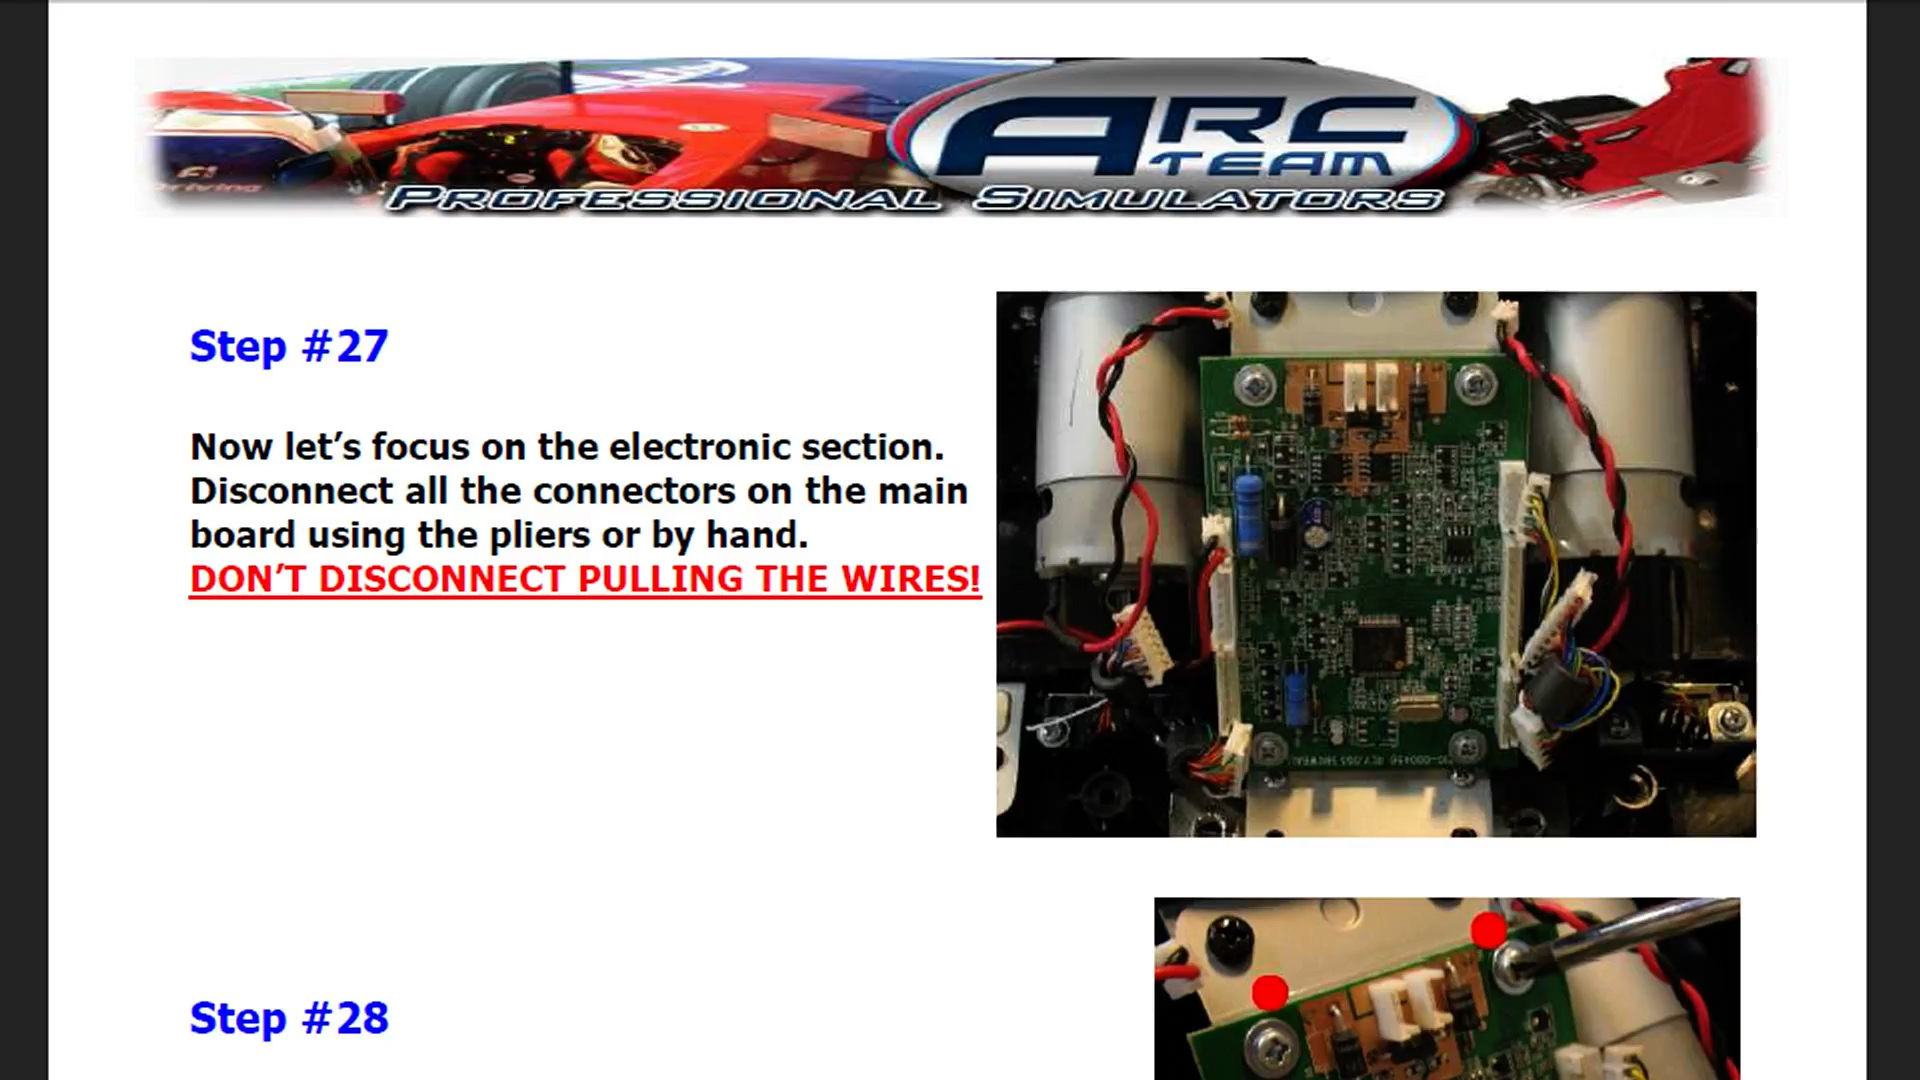 ARC
TEAM
PROFESSIONAL SIMULATORS
Step #27
Now let’s focus on the electronic section.
Disconnect all the connectors on the main
board using the pliers or by hand.
DON’T DISCONNECT PULLING THE WIRES!
Step #28